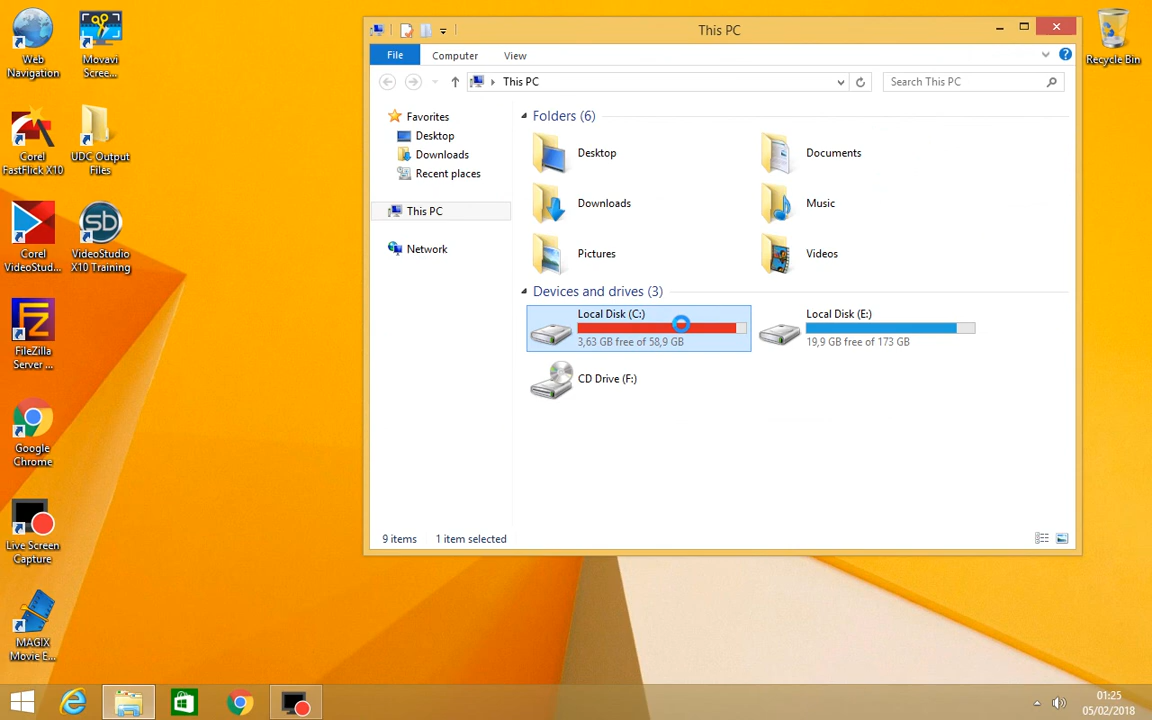 Web
Navigation
Movavi
Scree...
Corel
FastFlick X10
UDC Output
Files
Corel
VideoStud...
VideoStudio
X10 Training
FileZilla
Server ...
Google
Chrome
Live Screen
Capture
MAGIX
Movie E...
Recycle Bin
This PC
File
Computer
View
This PC
Search This PC
Favorites
Desktop
Downloads
Recent places
This PC
Network
Folders (6)
Desktop
Documents
Downloads
Music
Pictures
Videos
Devices and drives (3)
Local Disk (C:)
3,63 GB free of 58,9 GB
Local Disk (E:)
19,9 GB free of 173 GB
CD Drive (F:)
9 items
1 item selected
01:25
05/02/2018